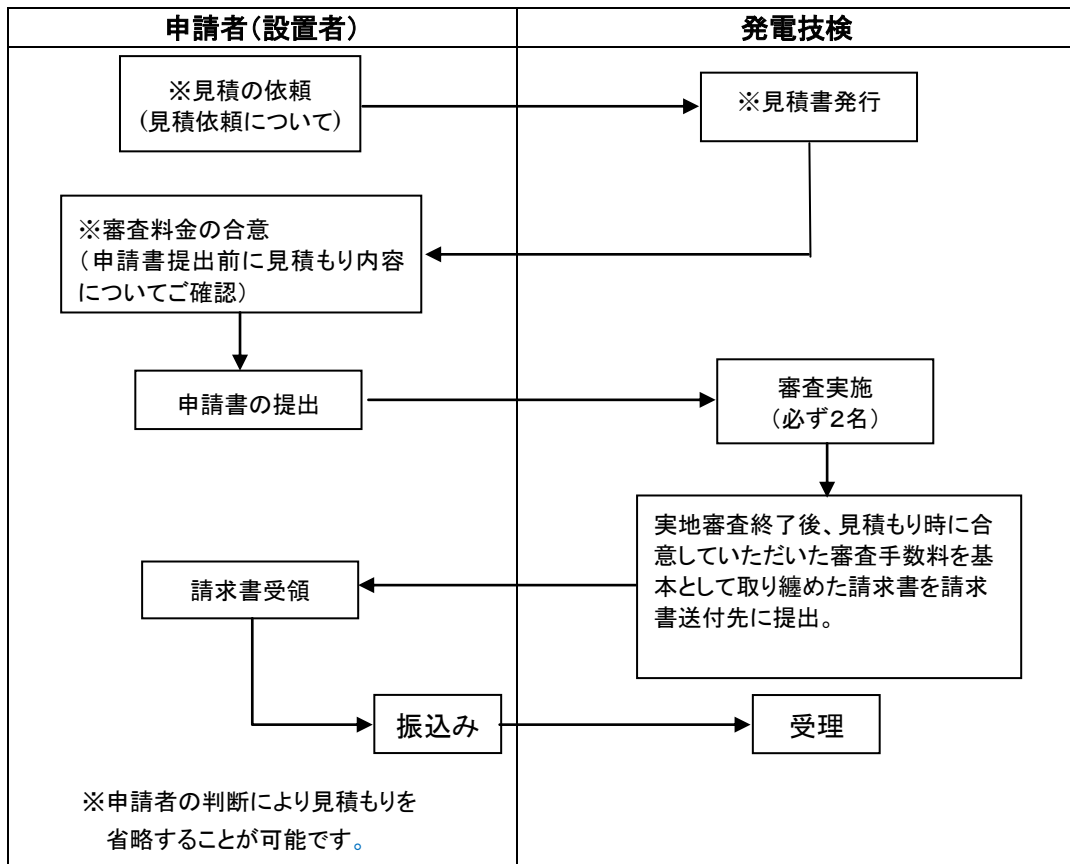 申請者(設置者)
発電技検
※見積の依頼
(見積依頼について)
※見積書発行
※審査料金の合意
(申請書提出前に見積もり内容
についてご確認)
申請書の提出
審査実施
(必ず2名)
実地審査終了後、見積もり時に合
意していただいた審査手数料を基
本として取り纏めた請求書を請求
書送付先に提出。
請求書受領
振込み
受理
※申請者の判断により見積もりを
省略することが可能です。